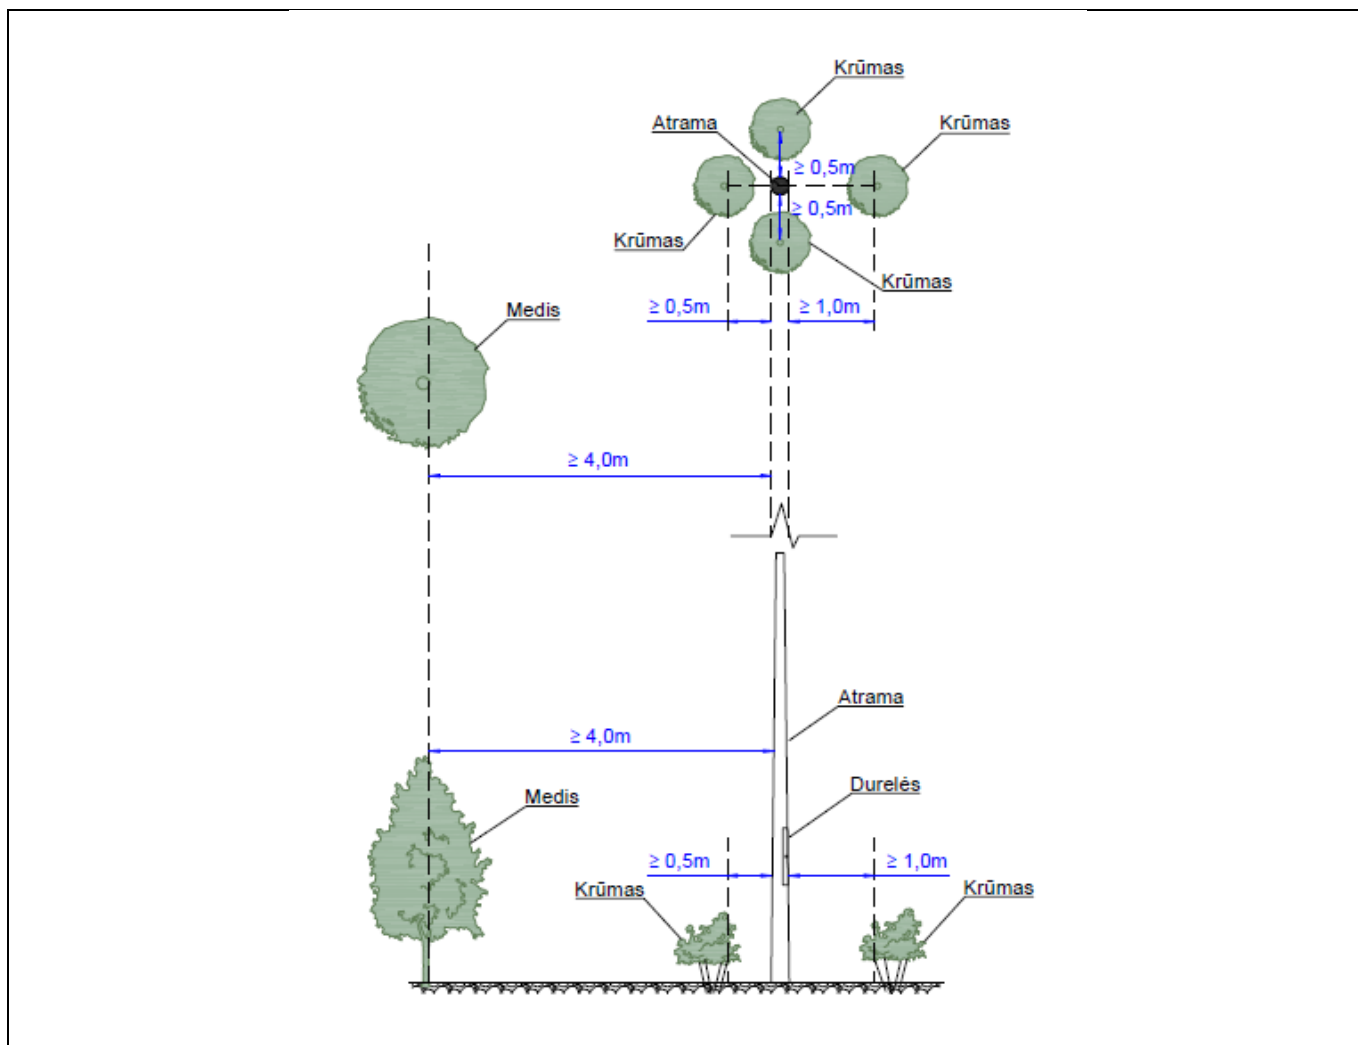 Krūmas
Atrama
Krūmas
≥ 0,5m
≥ 0,5m
Krūmas
Krūmas
≥ 0,5m
≥ 1,0m
Medis
≥ 4,0m
Atrama
≥ 4,0m
Durelės
Medis
≥ 0,5m
≥ 1,0m
Krūmas
Krūmas